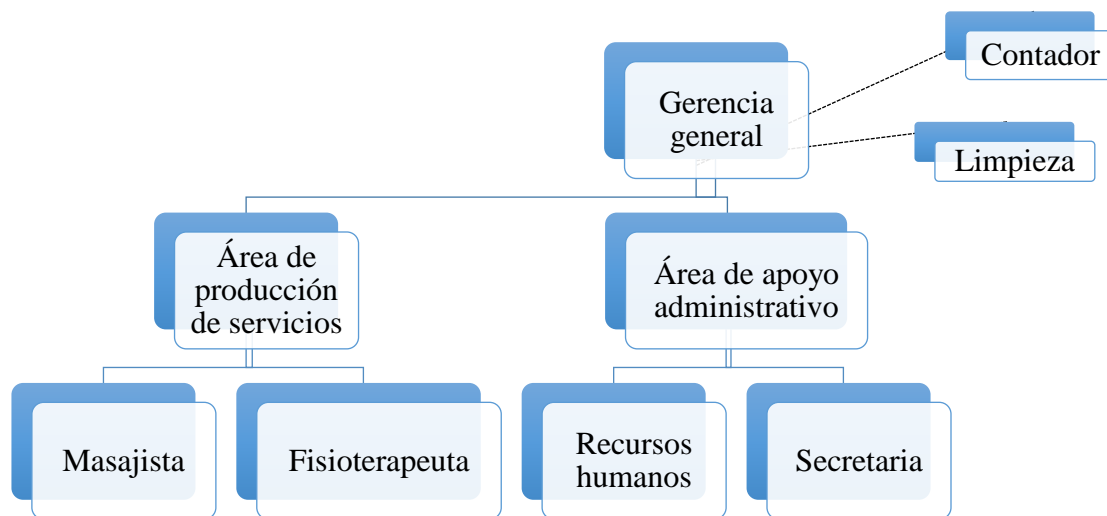 Contador
Gerencia
general
Limpieza
Área de
producción
de servicios
Área de apoyo
administrativo
Masajista
Fisioterapeuta
Recursos
humanos
Secretaria